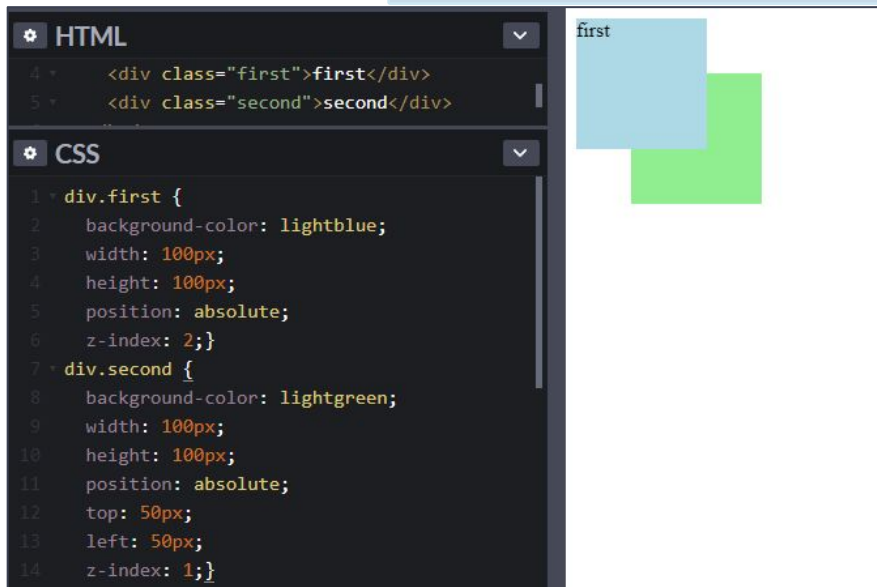 HTML
4 <div class="first">first</div>
5 <div class="second">second</div>
CSS
1 div.first {
2 background-color: lightblue;
3 width: 100px;
4 height: 100px;
5 position: absolute;
6 z-index: 2;}
7 div.second {
8 background-color: lightgreen;
9 width: 100px;
10 height: 100px;
11 position: absolute;
12 top: 50px;
13 left: 50px;
14 z-index: 1;}
first